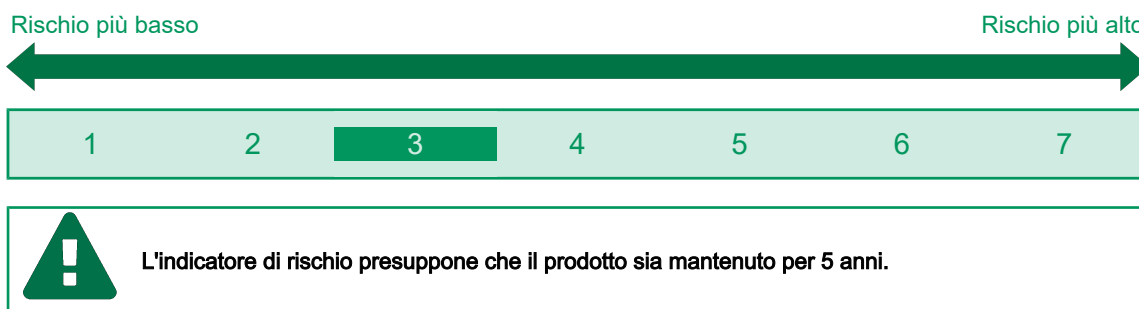 Rischio più basso Rischio più alto
1 2 3 4 5 6 7
L'indicatore di rischio presuppone che il prodotto sia mantenuto per 5 anni.